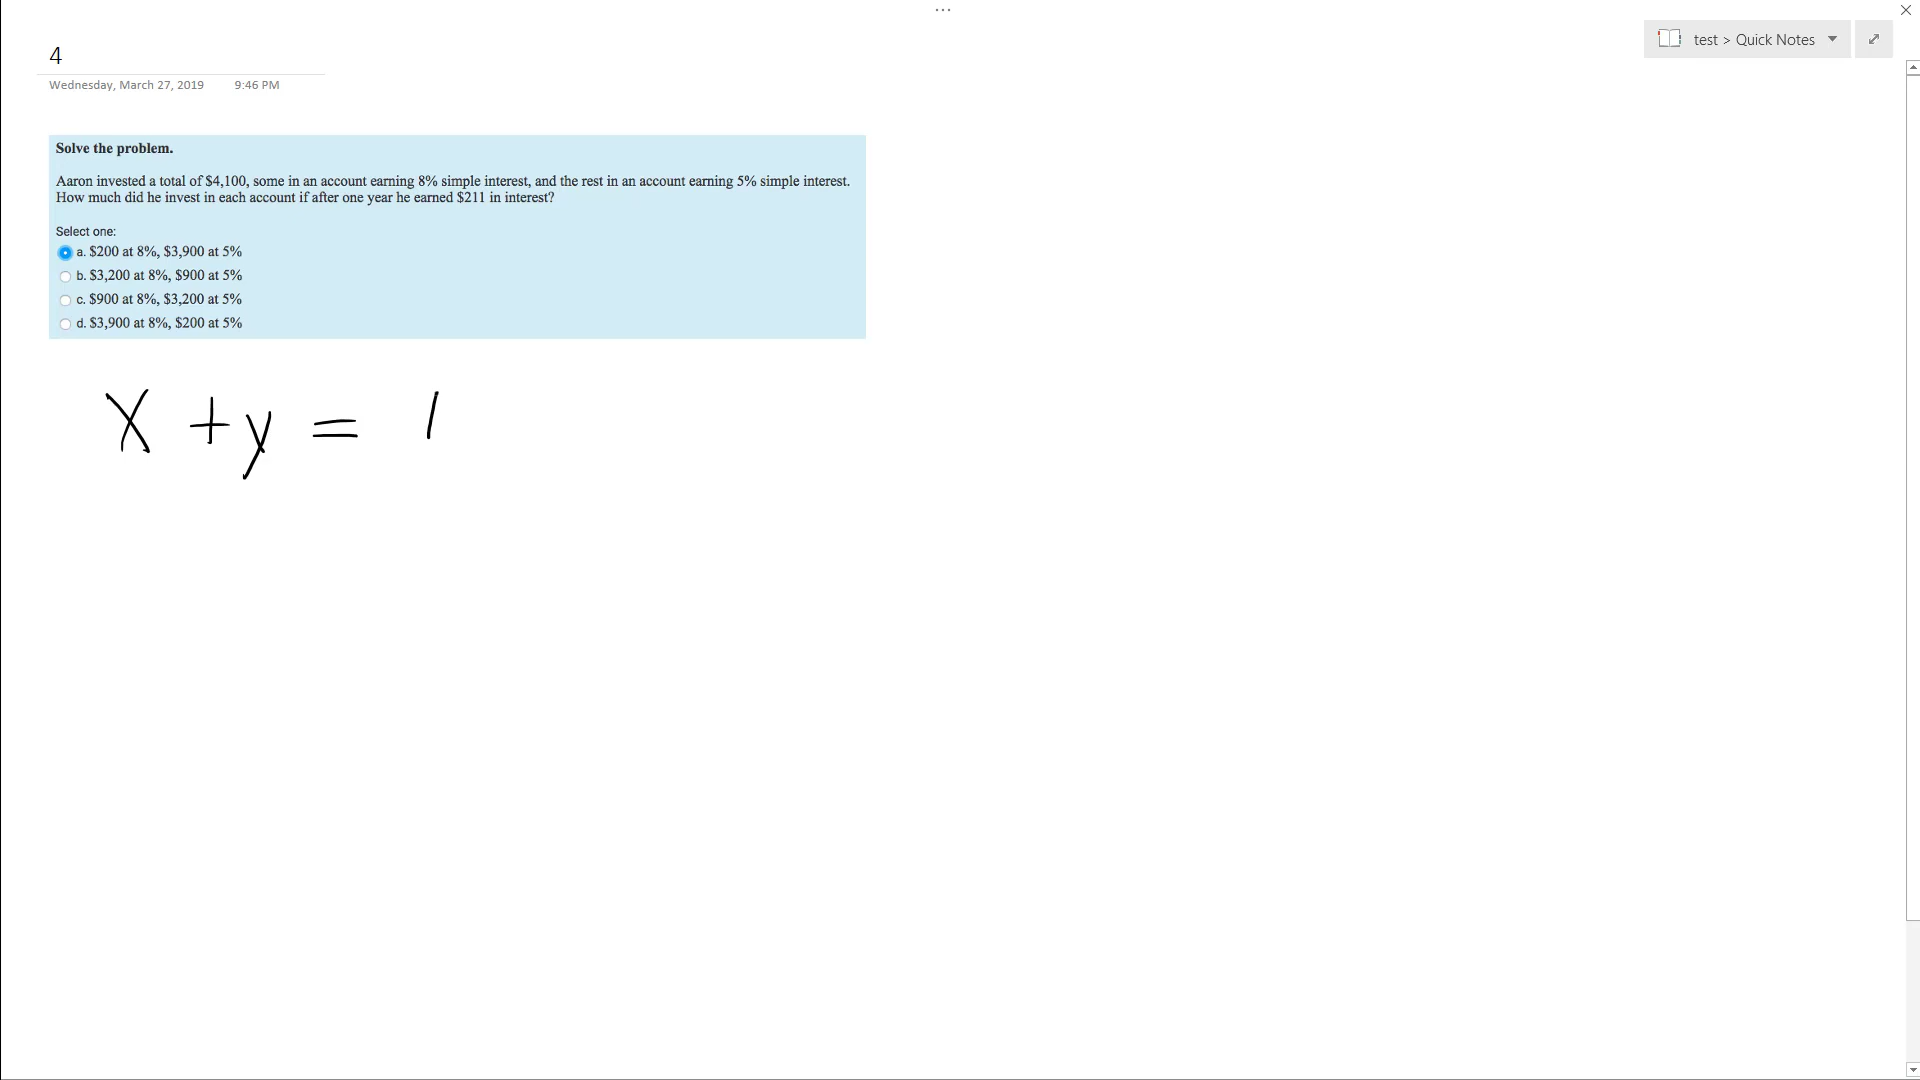 test > Quick Notes
4
Wednesday, March 27, 2019 9:46 PM
Solve the problem.
Aaron invested a total of $4,100, some in an account earning 8% simple interest, and the rest in an account earning 5% simple interest.
How much did he invest in each account if after one year he earned $211 in interest?
Select one:
a. $200 at 8%, $3,900 at 5%
b. $3,200 at 8%, $900 at 5%
c. $900 at 8%, $3,200 at 5%
d. $3,900 at 8%, $200 at 5%
x + y =